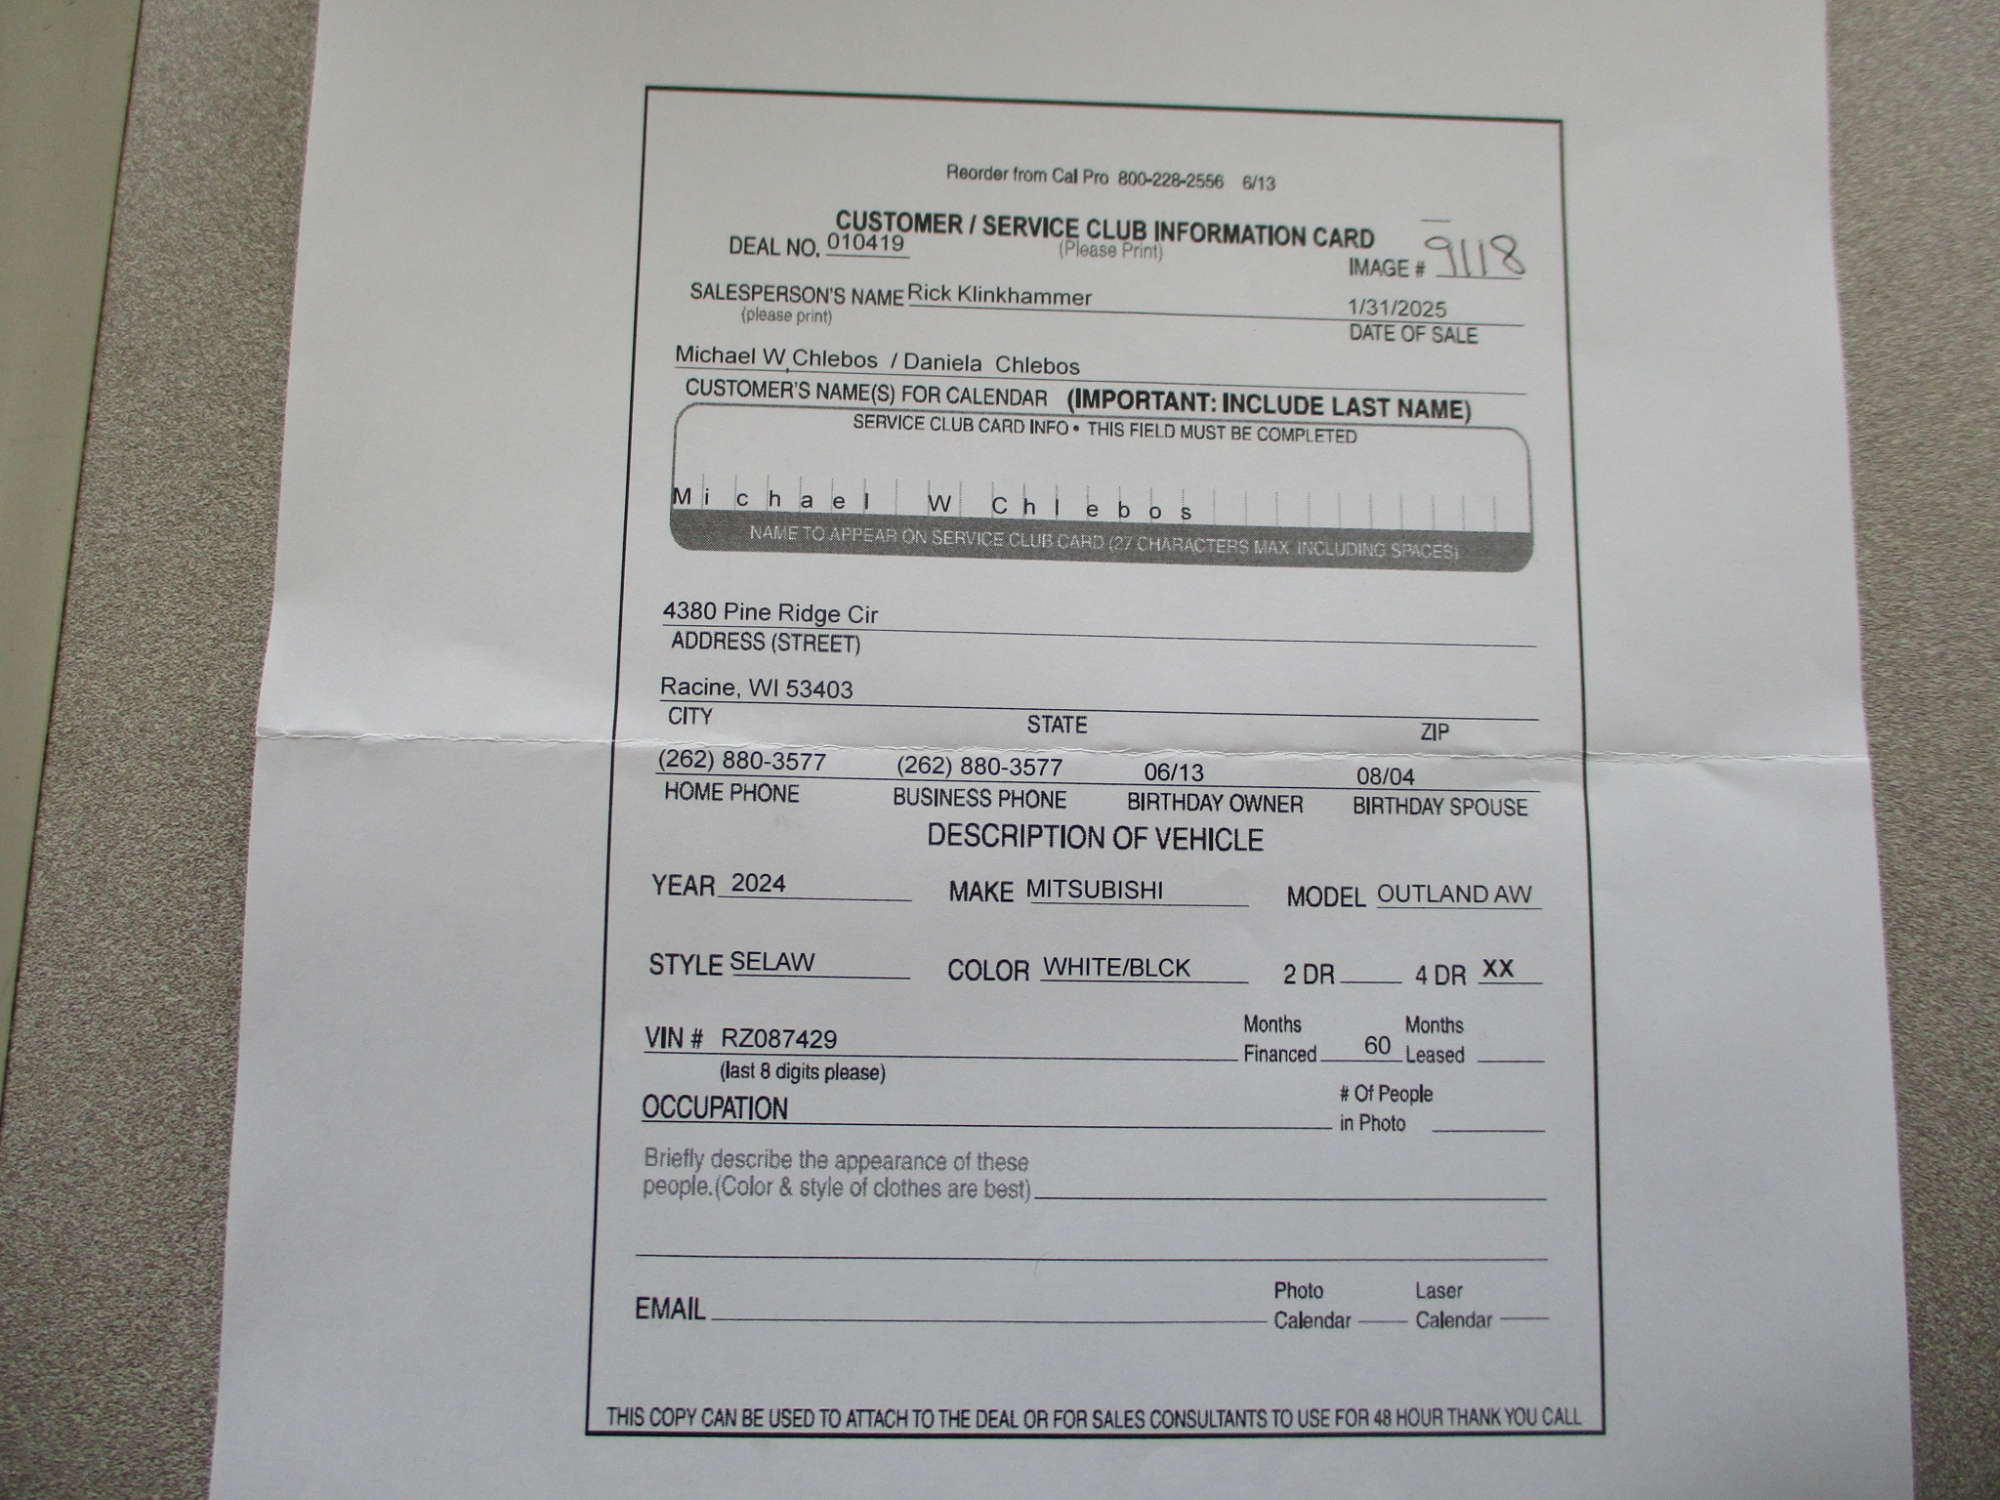 Reorder from Cal Pro 800-228-2556 6/13
CUSTOMER / SERVICE CLUB INFORMATION CARD
DEAL NO. 010419 (Please Print)
IMAGE # 9118
SALESPERSON'S NAME Rick Klinkhammer 1/31/2025
(please print) DATE OF SALE
Michael W, Chlebos / Daniela Chlebos
CUSTOMER'S NAME(S) FOR CALENDAR (IMPORTANT: INCLUDE LAST NAME)
SERVICE CLUB CARD INFO • THIS FIELD MUST BE COMPLETED
Michael W Chlebos
NAME TO APPEAR ON SERVICE CLUB CARD (27 CHARACTERS MAX. INCLUDING SPACES)
4380 Pine Ridge Cir
ADDRESS (STREET)
Racine, WI 53403
CITY STATE ZIP
(262) 880-3577 (262) 880-3577 06/13 08/04
HOME PHONE BUSINESS PHONE BIRTHDAY OWNER BIRTHDAY SPOUSE
DESCRIPTION OF VEHICLE
YEAR 2024 MAKE MITSUBISHI MODEL OUTLAND AW
STYLE SELAW COLOR WHITE/BLCK 2 DR 4 DR XX
VIN # RZ087429 Months Financed 60 Months Leased
(last 8 digits please)
OCCUPATION # Of People in Photo
Briefly describe the appearance of these
people.(Color & style of clothes are best)
EMAIL Photo Calendar Laser Calendar
THIS COPY CAN BE USED TO ATTACH TO THE DEAL OR FOR SALES CONSULTANTS TO USE FOR 48 HOUR THANK YOU CALL